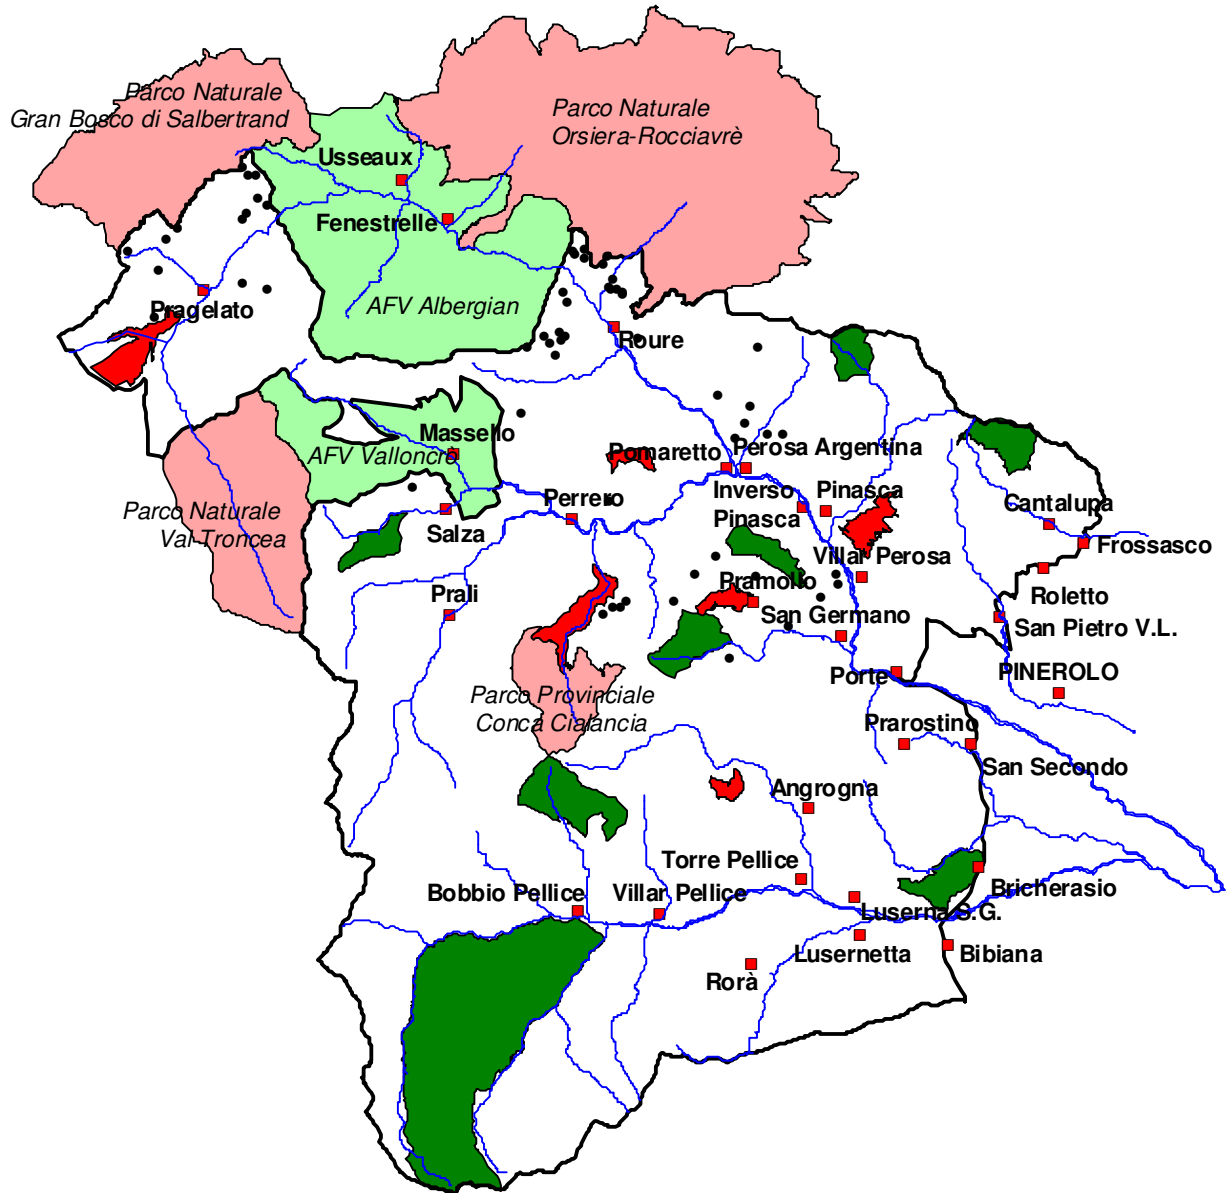 Parco Naturale
Gran Bosco di Salbertrand
Parco Naturale
Orsiera-Rocciavrè
Usseaux
Fenestrelle
AFV Albergian
Pragelato
Roure
Massello
AFV Valloncrò
Pomaretto
Perosa Argentina
Parco Naturale
Val Troncea
Perrero
Inverso
Pinasca
Pinasca
Cantalupa
Salza
Frossasco
Villar Perosa
Prali
Pramollo
San Germano
Roletto
San Pietro V.L.
Porte
PINEROLO
Parco Provinciale
Conca Cialancia
Prarostino
San Secondo
Angrogna
Torre Pellice
Bobbio Pellice
Villar Pellice
Bricherasio
Luserna S.G.
Lusernetta
Bibiana
Rorà